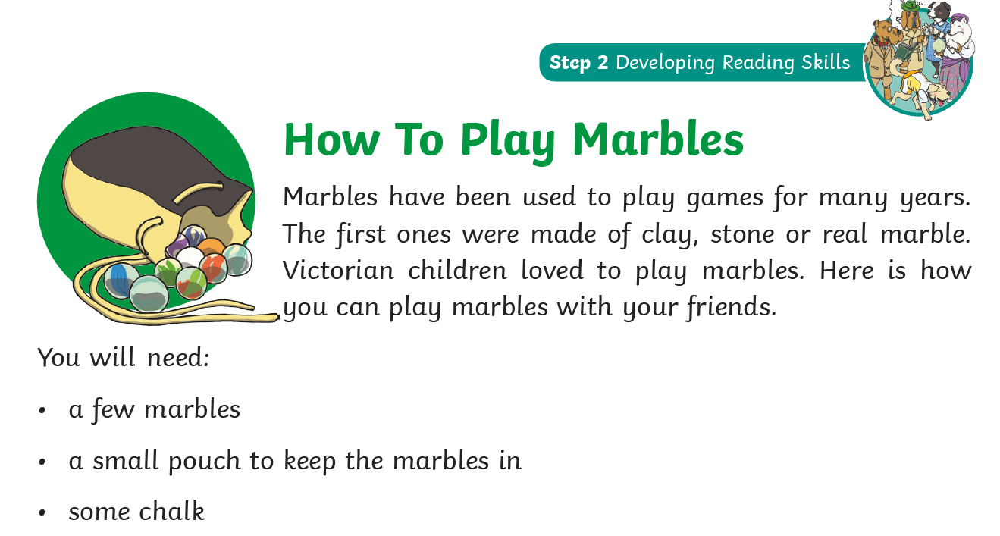 Step 2 Developing Reading Skills
How To Play Marbles
Marbles have been used to play games for many years.
The first ones were made of clay, stone or real marble.
Victorian children loved to play marbles. Here is how
you can play marbles with your friends.
You will need:
• a few marbles
• a small pouch to keep the marbles in
• some chalk